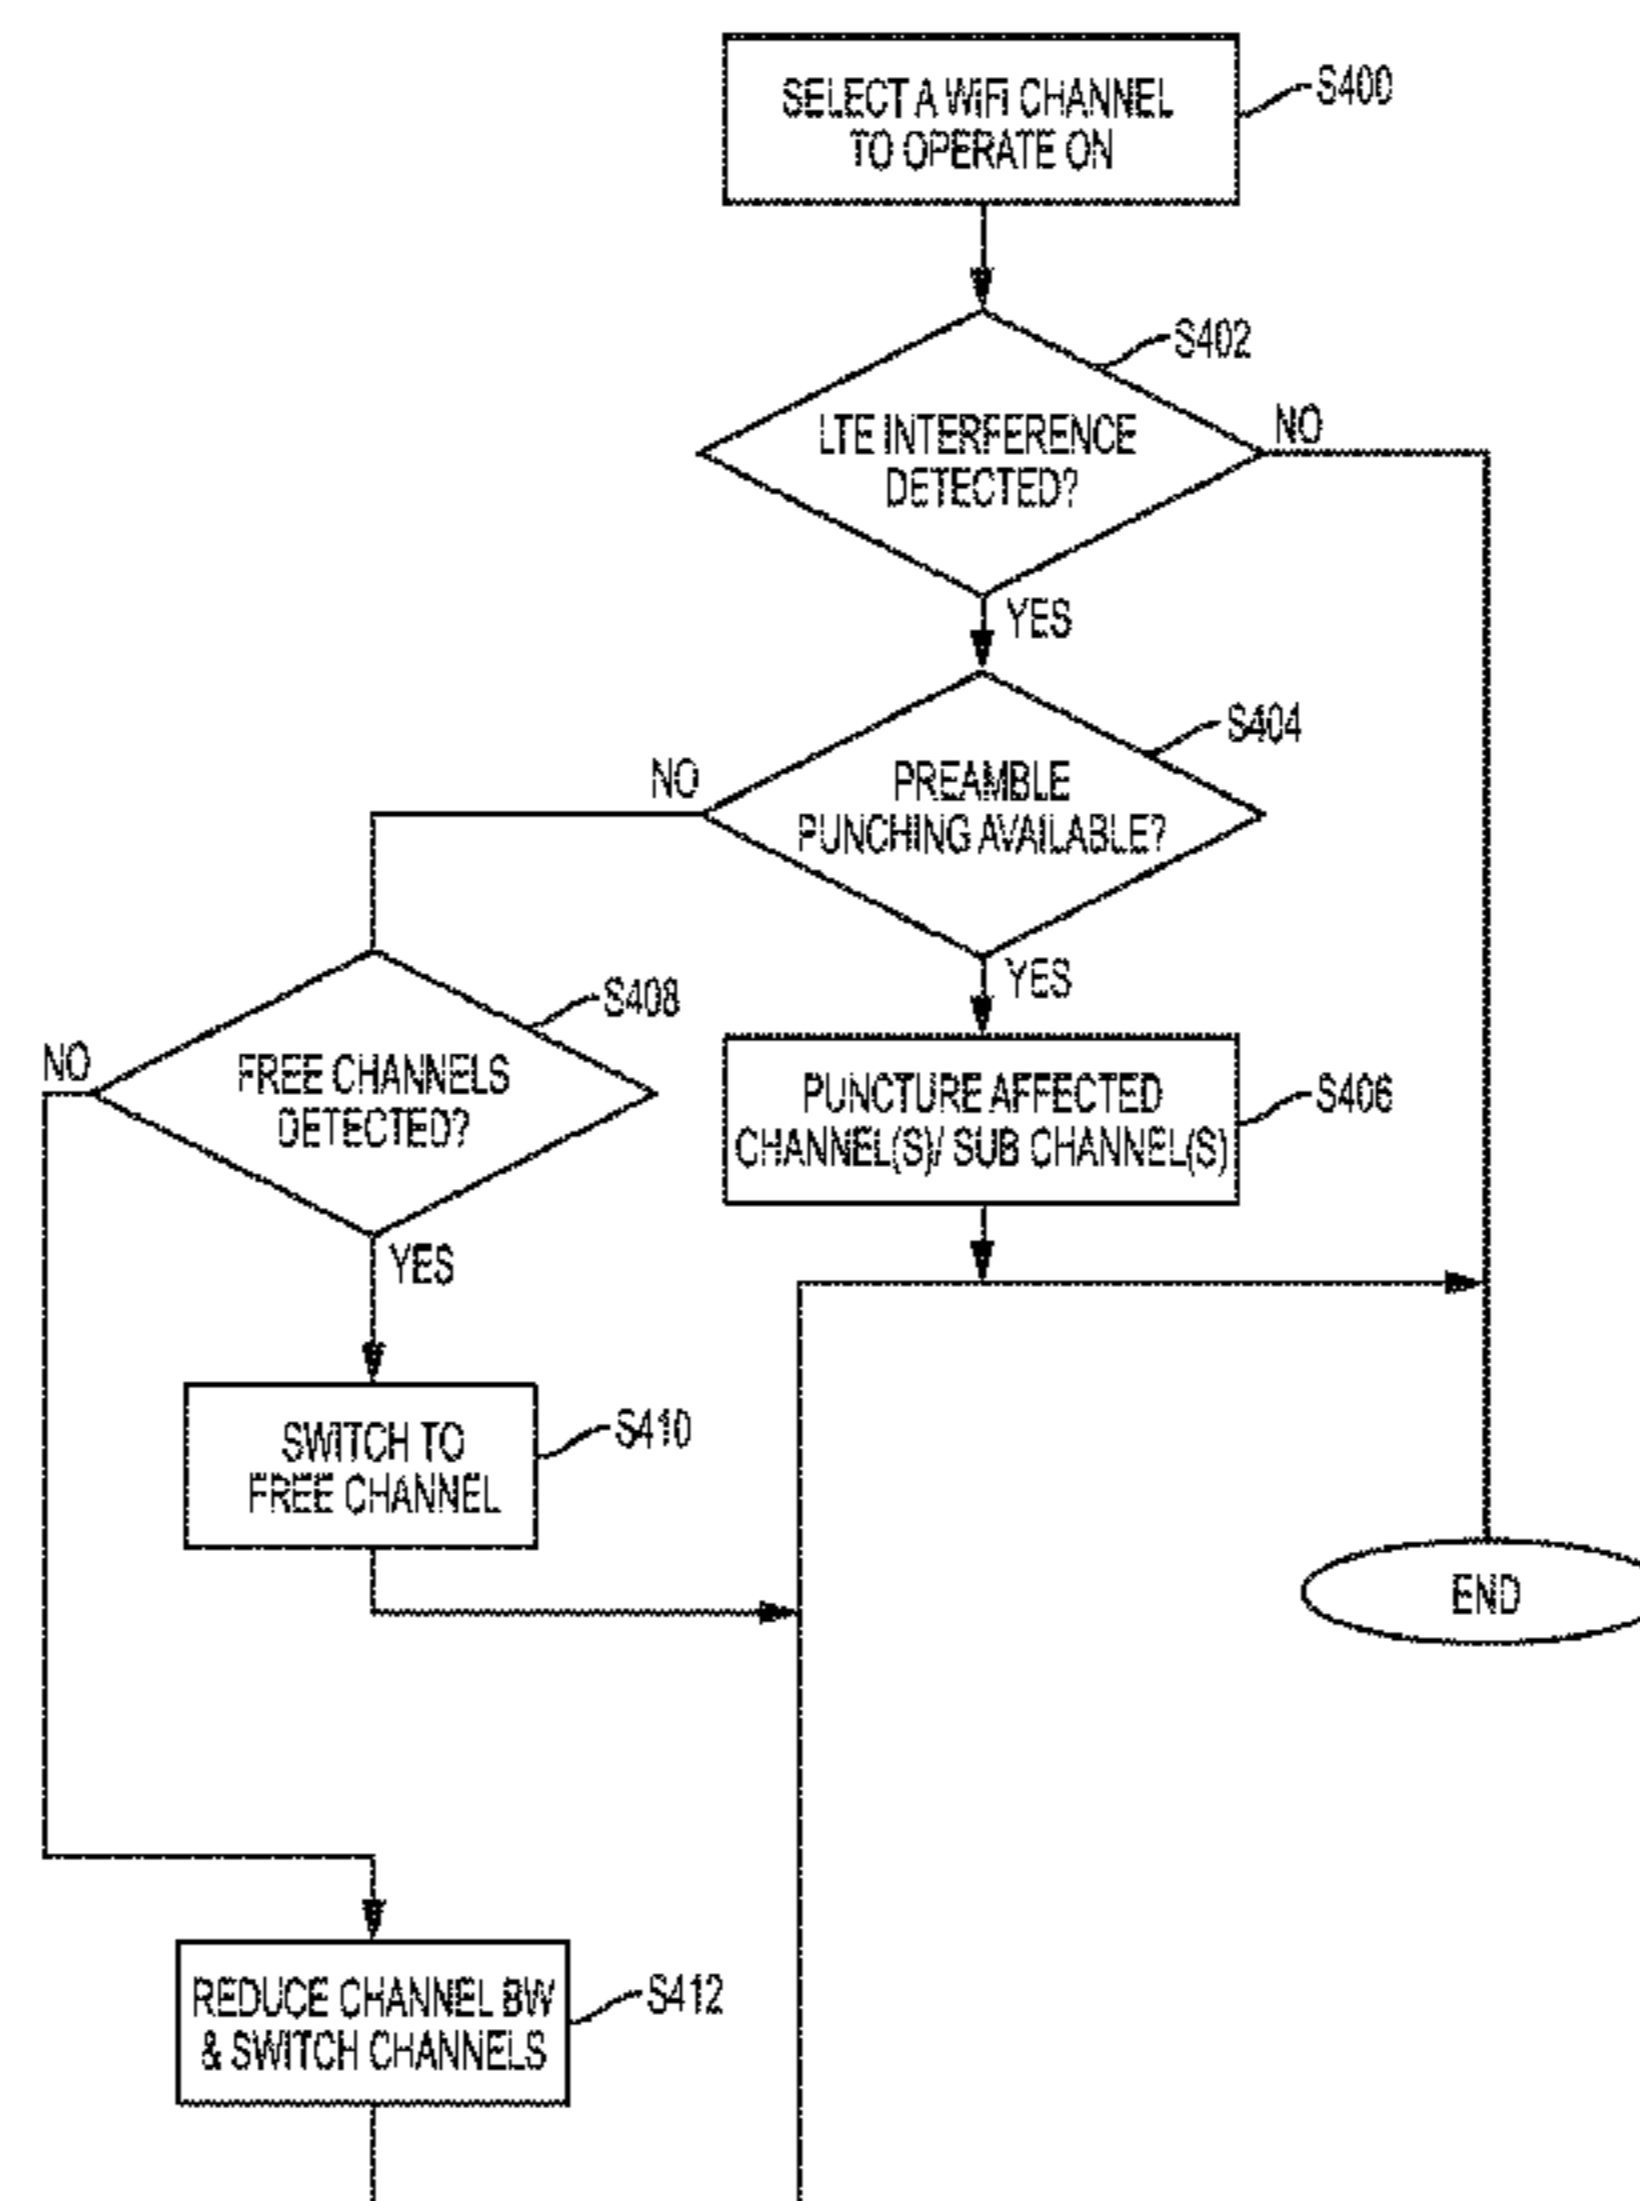 SELECT A WiFi CHANNEL
TO OPERATE ON
S400
S402
LTE INTERFERENCE
DETECTED?
NO
YES
S404
PREAMBLE
PUNCHING AVAILABLE?
NO
YES
S408
FREE CHANNELS
DETECTED?
NO
YES
PUNCTURE AFFECTED
CHANNEL(S)/ SUB CHANNEL(S)
S406
SWITCH TO
FREE CHANNEL
S410
END
REDUCE CHANNEL BW
& SWITCH CHANNELS
S412